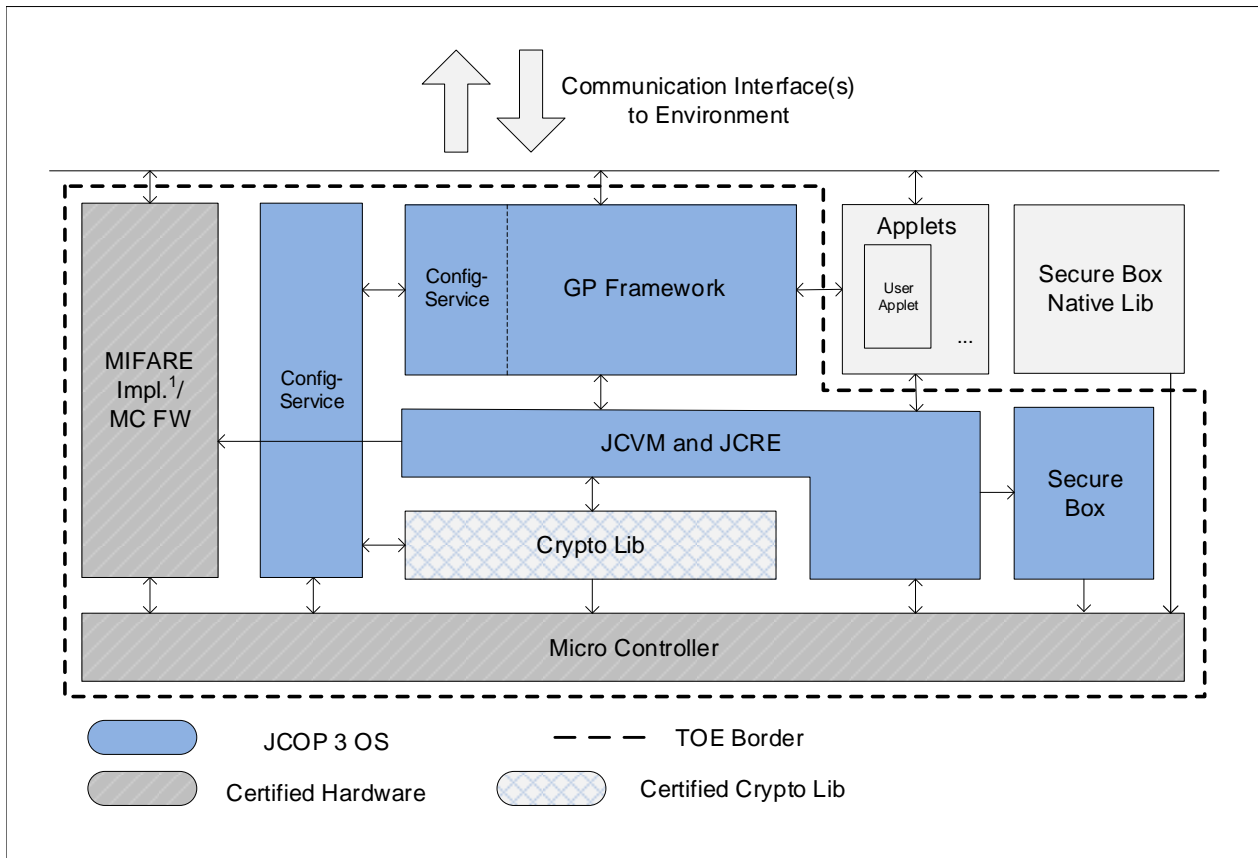 Communication Interface(s)
to Environment
MIFARE
Impl.1/
MC FW
Config-
Service
Config-
Service
GP Framework
Applets
User
Applet
...
Secure Box
Native Lib
JCVM and JCRE
Secure
Box
Crypto Lib
Micro Controller
JCOP 3 OS
TOE Border
Certified Hardware
Certified Crypto Lib